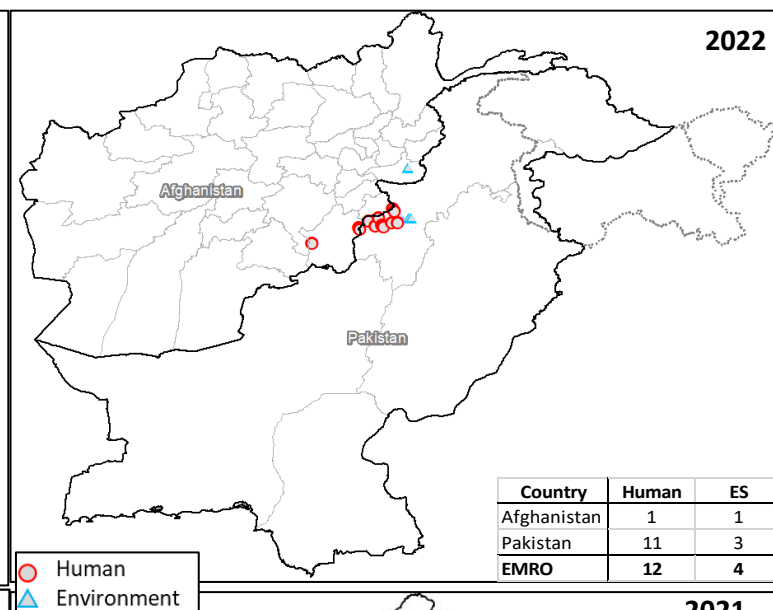 2022
Afghanistan
Pakistan
Country Human ES
Afghanistan 1 1
Pakistan 11 3
EMRO 12 4
Human
Environment
2021